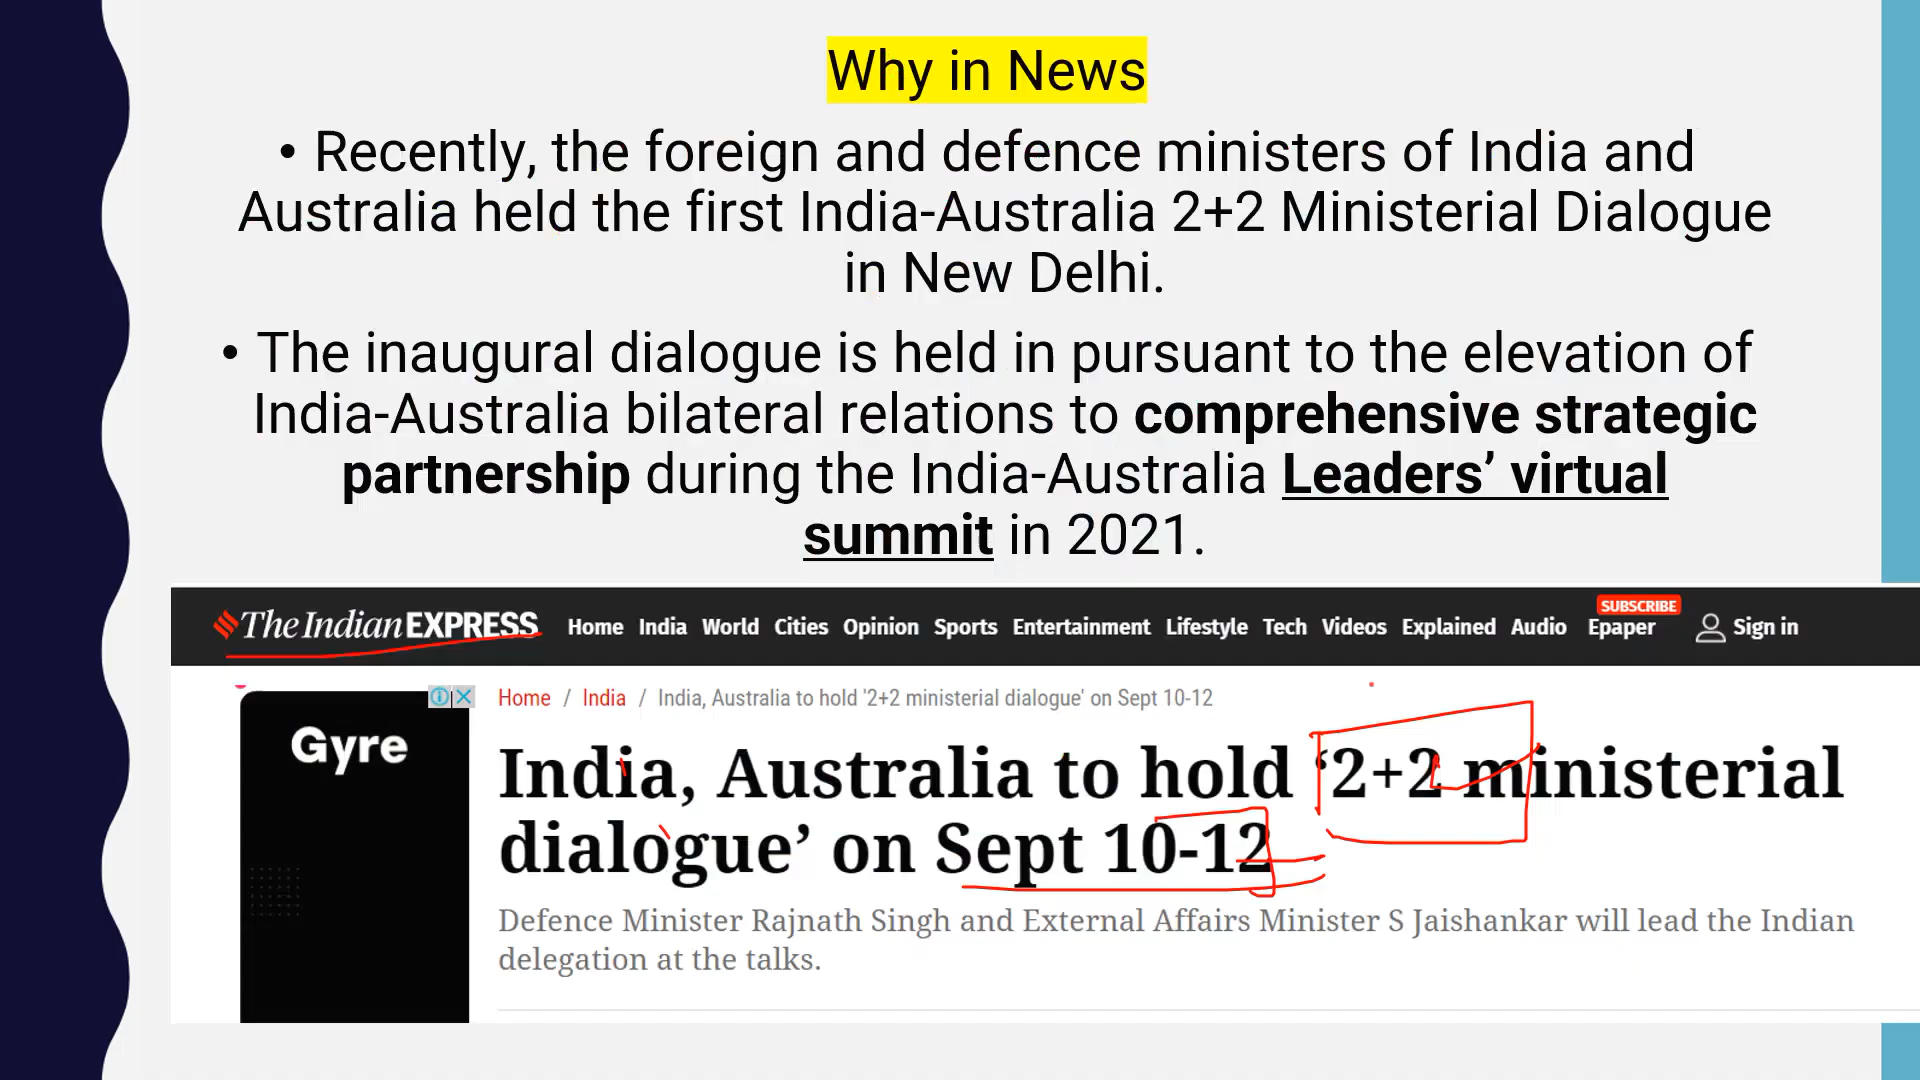 Why in News
• Recently, the foreign and defence ministers of India and
Australia held the first India-Australia 2+2 Ministerial Dialogue
in New Delhi.
• The inaugural dialogue is held in pursuant to the elevation of
India-Australia bilateral relations to comprehensive strategic
partnership during the India-Australia Leaders’ virtual
summit in 2021.
The Indian EXPRESS Home India World Cities Opinion Sports Entertainment Lifestyle Tech Videos Explained Audio SUBSCRIBE Epaper Sign in
Home / India / India, Australia to hold '2+2 ministerial dialogue' on Sept 10-12
Gyre
India, Australia to hold ‘2+2 ministerial
dialogue’ on Sept 10-12
Defence Minister Rajnath Singh and External Affairs Minister S Jaishankar will lead the Indian
delegation at the talks.